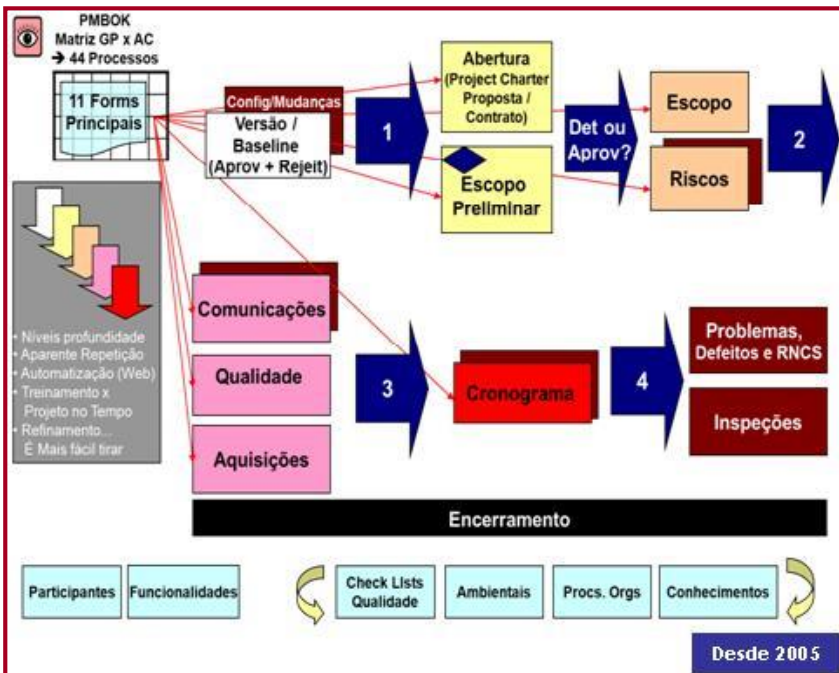 PMBOK
Matriz GP x AC
→ 44 Processos
11 Forms
Principais
Config/Mudanças
Versão /
Baseline
(Aprov + Rejeit)
1
Abertura
(Project Charter
Proposta /
Contrato)
Escopo
Preliminar
Det ou
Aprov?
Escopo
Riscos
2
• Níveis profundidade
• Aparente Repetição
• Automatização (Web)
• Treinamento x
Projeto no Tempo
• Refinamento...
É Mais fácil tirar
Comunicações
Qualidade
Aquisições
3
Cronograma
4
Problemas,
Defeitos e RNCS
Inspeções
Encerramento
Participantes
Funcionalidades
Check LIsts
Qualidade
Ambientais
Procs. Orgs
Conhecimentos
Desde 2005